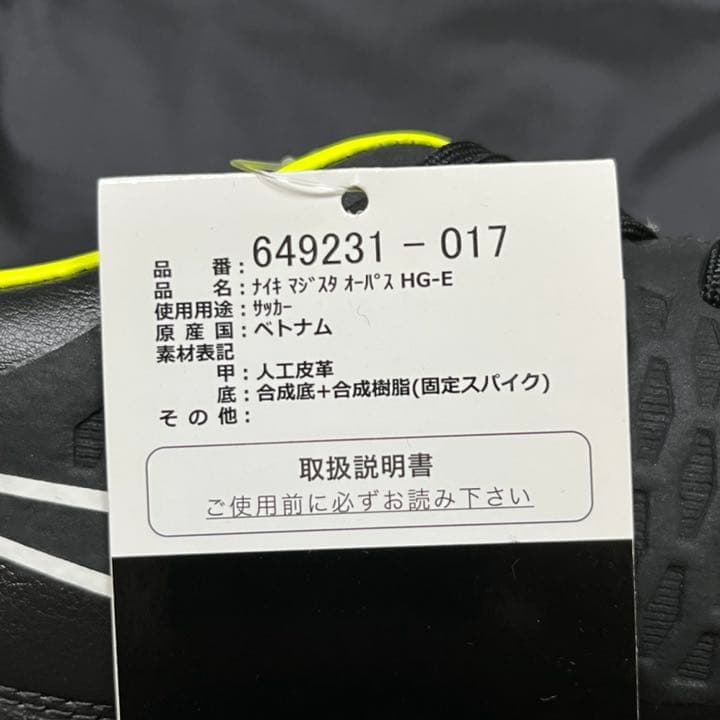 品番：649231-017
品名：ﾅｲｷ ﾏｼﾞｽﾀ ｵｰﾊﾟｽ HG-E
使用用途：ｻｯｶｰ
原産国：ベトナム
素材表記
甲：人工皮革
底：合成底+合成樹脂(固定スパイク)
その他：
取扱説明書
ご使用前に必ずお読み下さい